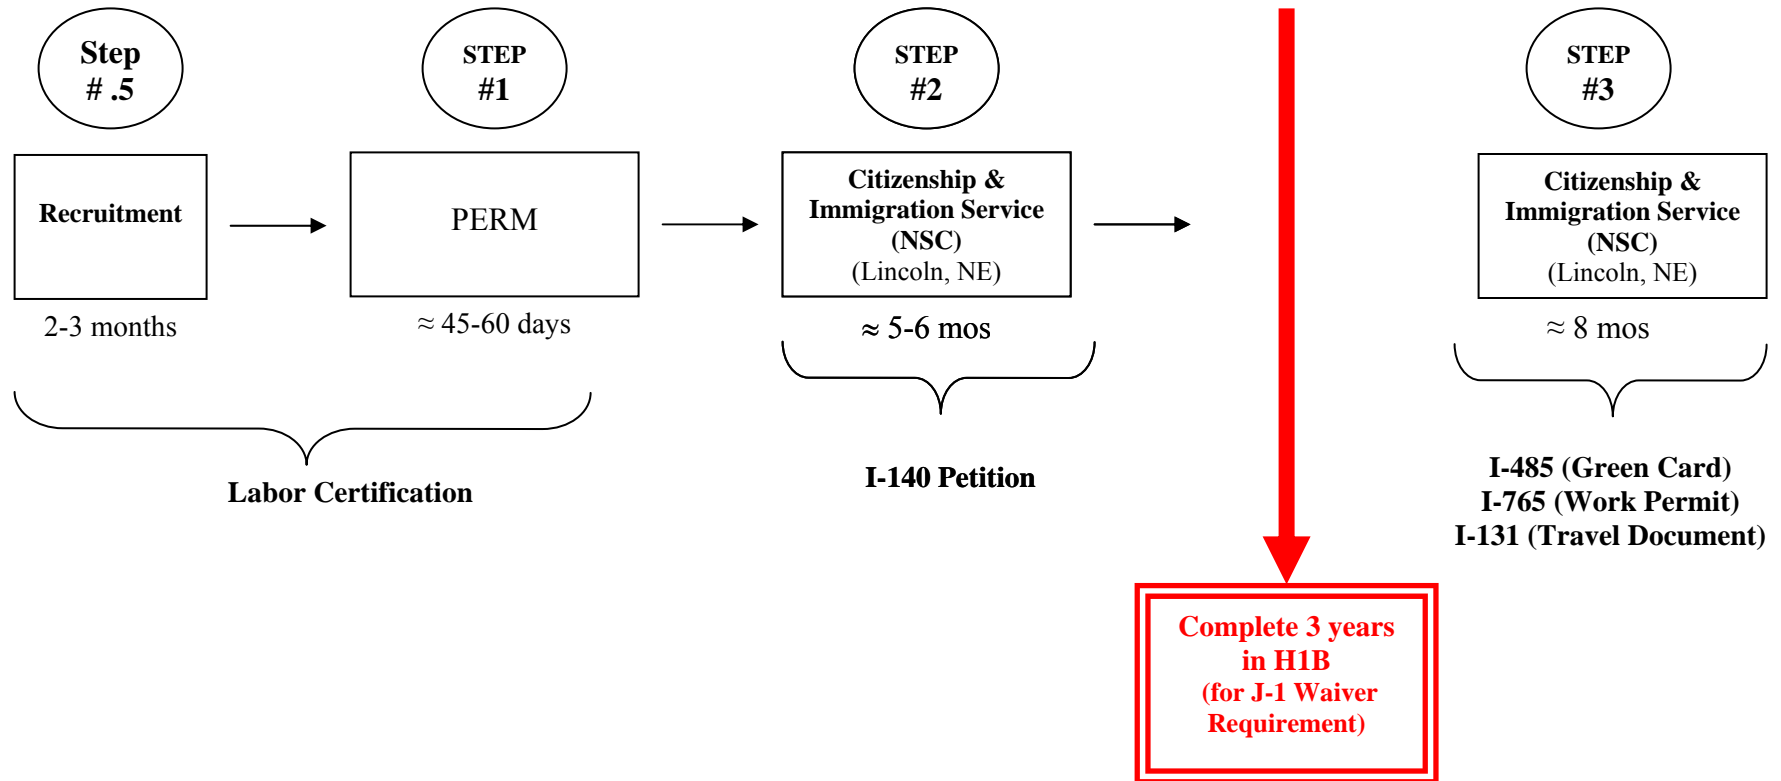 Step
# .5
STEP
#1
STEP
#2
STEP
#3
Recruitment
PERM
Citizenship &
Immigration Service
(NSC)
(Lincoln, NE)
Citizenship &
Immigration Service
(NSC)
(Lincoln, NE)
2-3 months
≈ 45-60 days
≈ 5-6 mos
≈ 8 mos
Labor Certification
I-140 Petition
I-485 (Green Card)
I-765 (Work Permit)
I-131 (Travel Document)
Complete 3 years
in H1B
(for J-1 Waiver
Requirement)